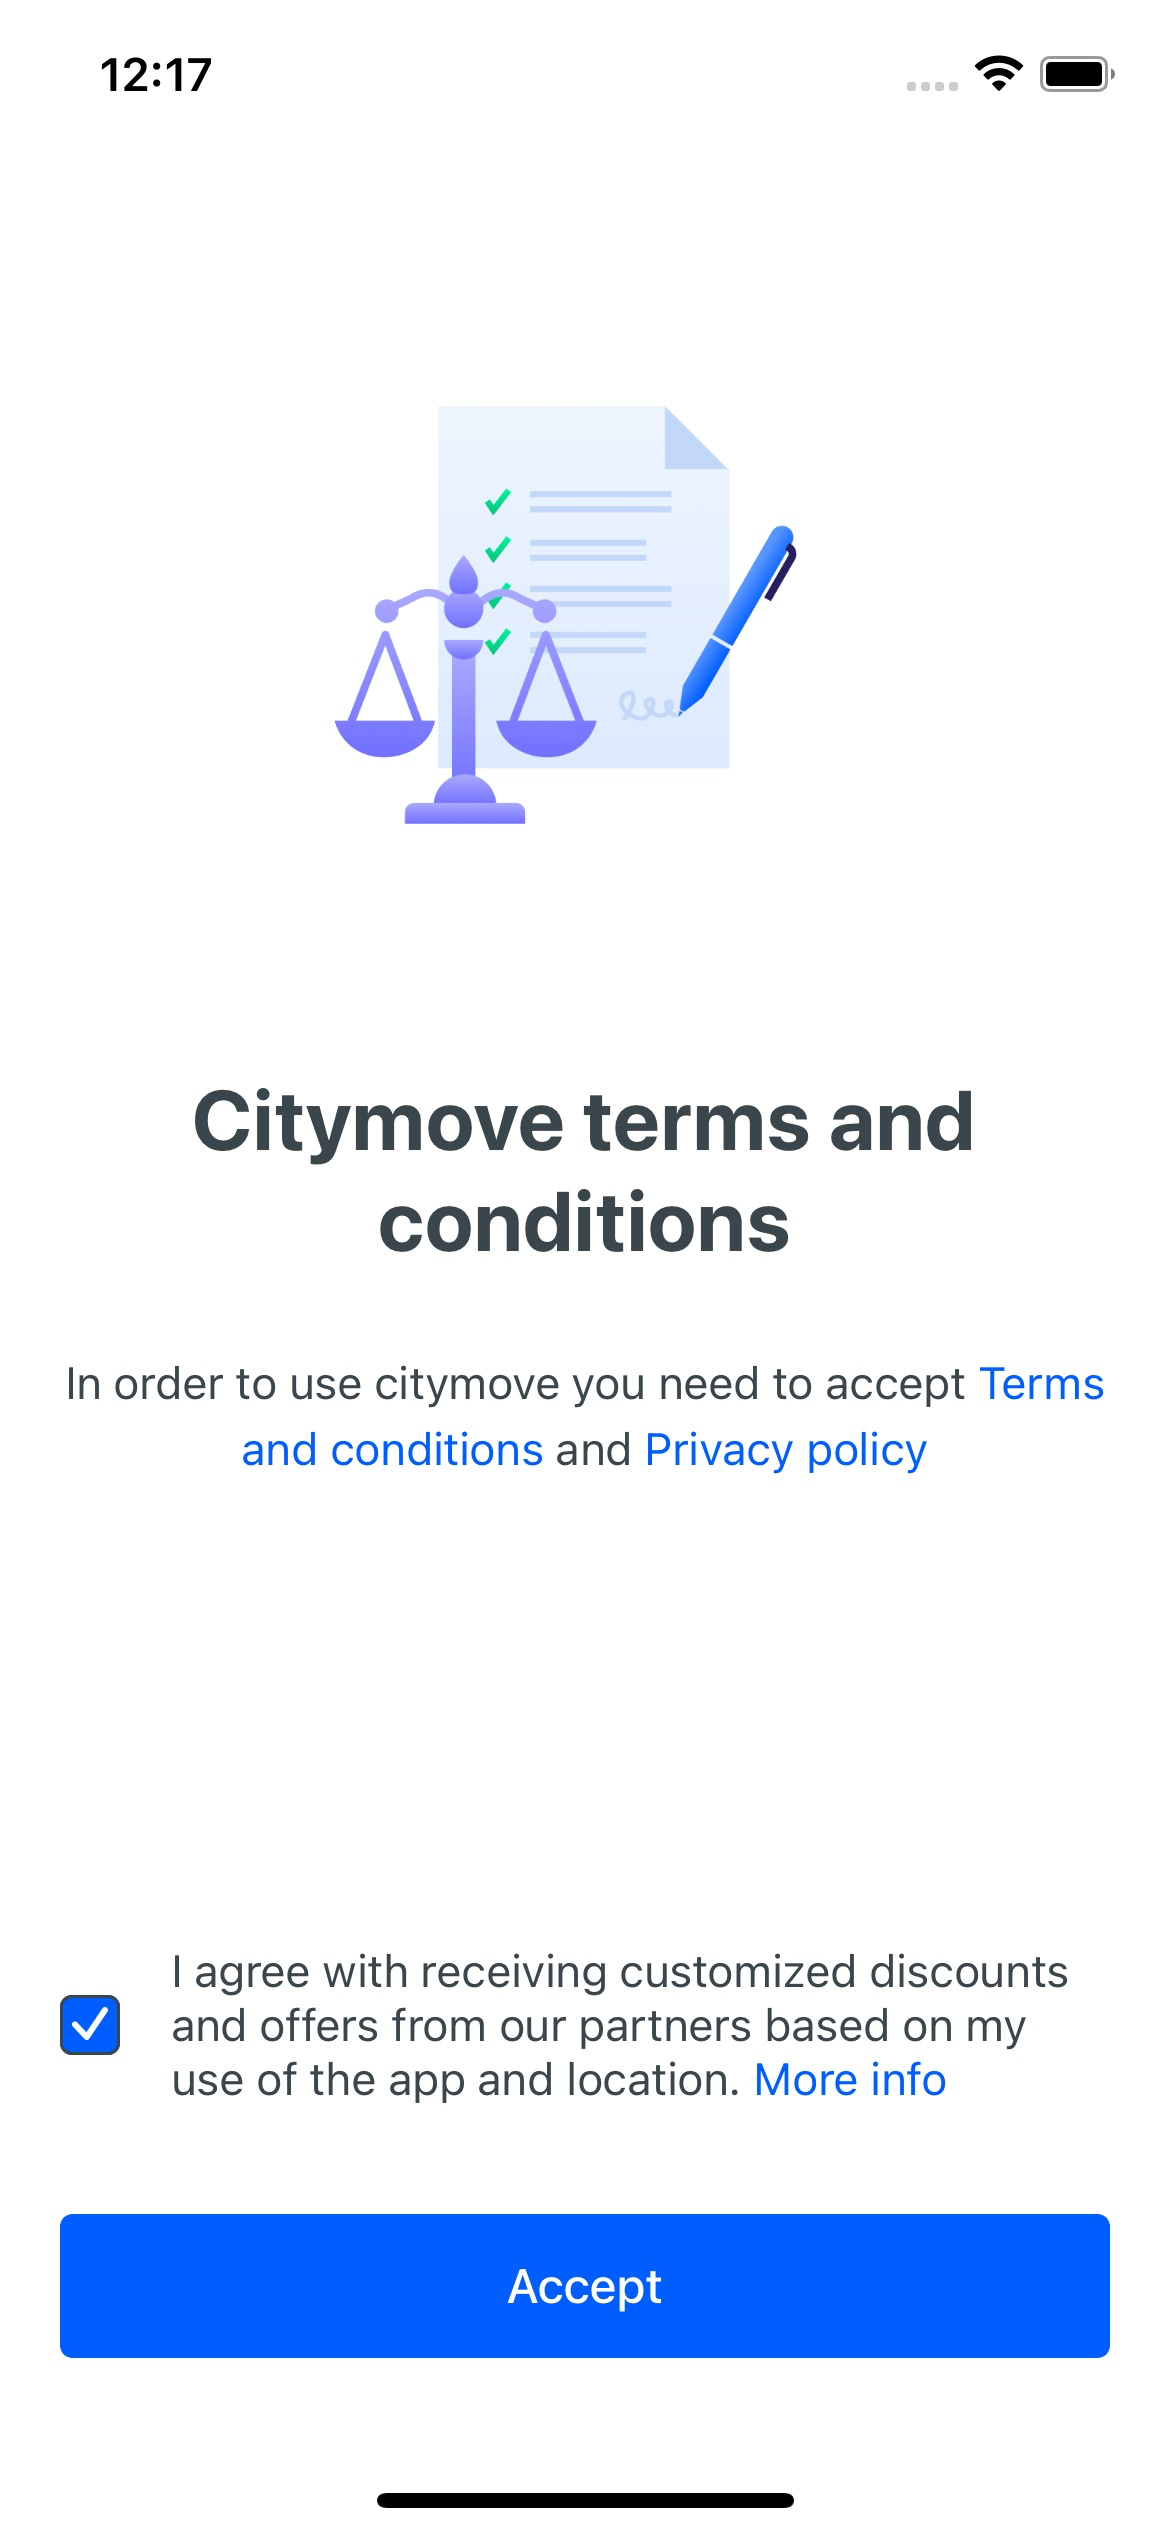 12:17
Citymove terms and
conditions
In order to use citymove you need to accept Terms
and conditions and Privacy policy
I agree with receiving customized discounts
and offers from our partners based on my
use of the app and location. More info
Accept